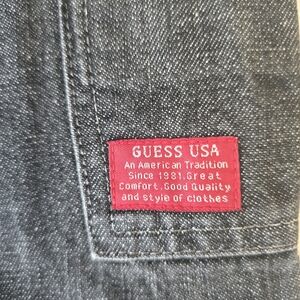 GUESS USA
An American Tradition
Since 1981.Great
Comfort.Good Quality
and style of clothes